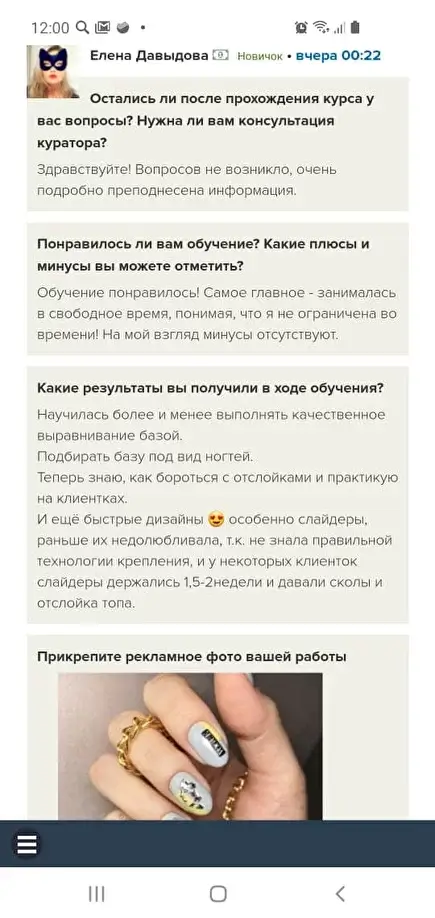 12:00
Елена Давыдова Новичок • вчера 00:22
Остались ли после прохождения курса у
вас вопросы? Нужна ли вам консультация
куратора?
Здравствуйте! Вопросов не возникло, очень
подробно преподнесена информация.
Понравилось ли вам обучение? Какие плюсы и
минусы вы можете отметить?
Обучение понравилось! Самое главное - занималась
в свободное время, понимая, что я не ограничена во
времени! На мой взгляд минусы отсутствуют.
Какие результаты вы получили в ходе обучения?
Научилась более и менее выполнять качественное
выравнивание базой.
Подбирать базу под вид ногтей.
Теперь знаю, как бороться с отслойками и практикую
на клиентках.
И ещё быстрые дизайны 😍 особенно слайдеры,
раньше их недолюбливала, т.к. не знала правильной
технологии крепления, и у некоторых клиенток
слайдеры держались 1,5-2недели и давали сколы и
отслойка топа.
Прикрепите рекламное фото вашей работы